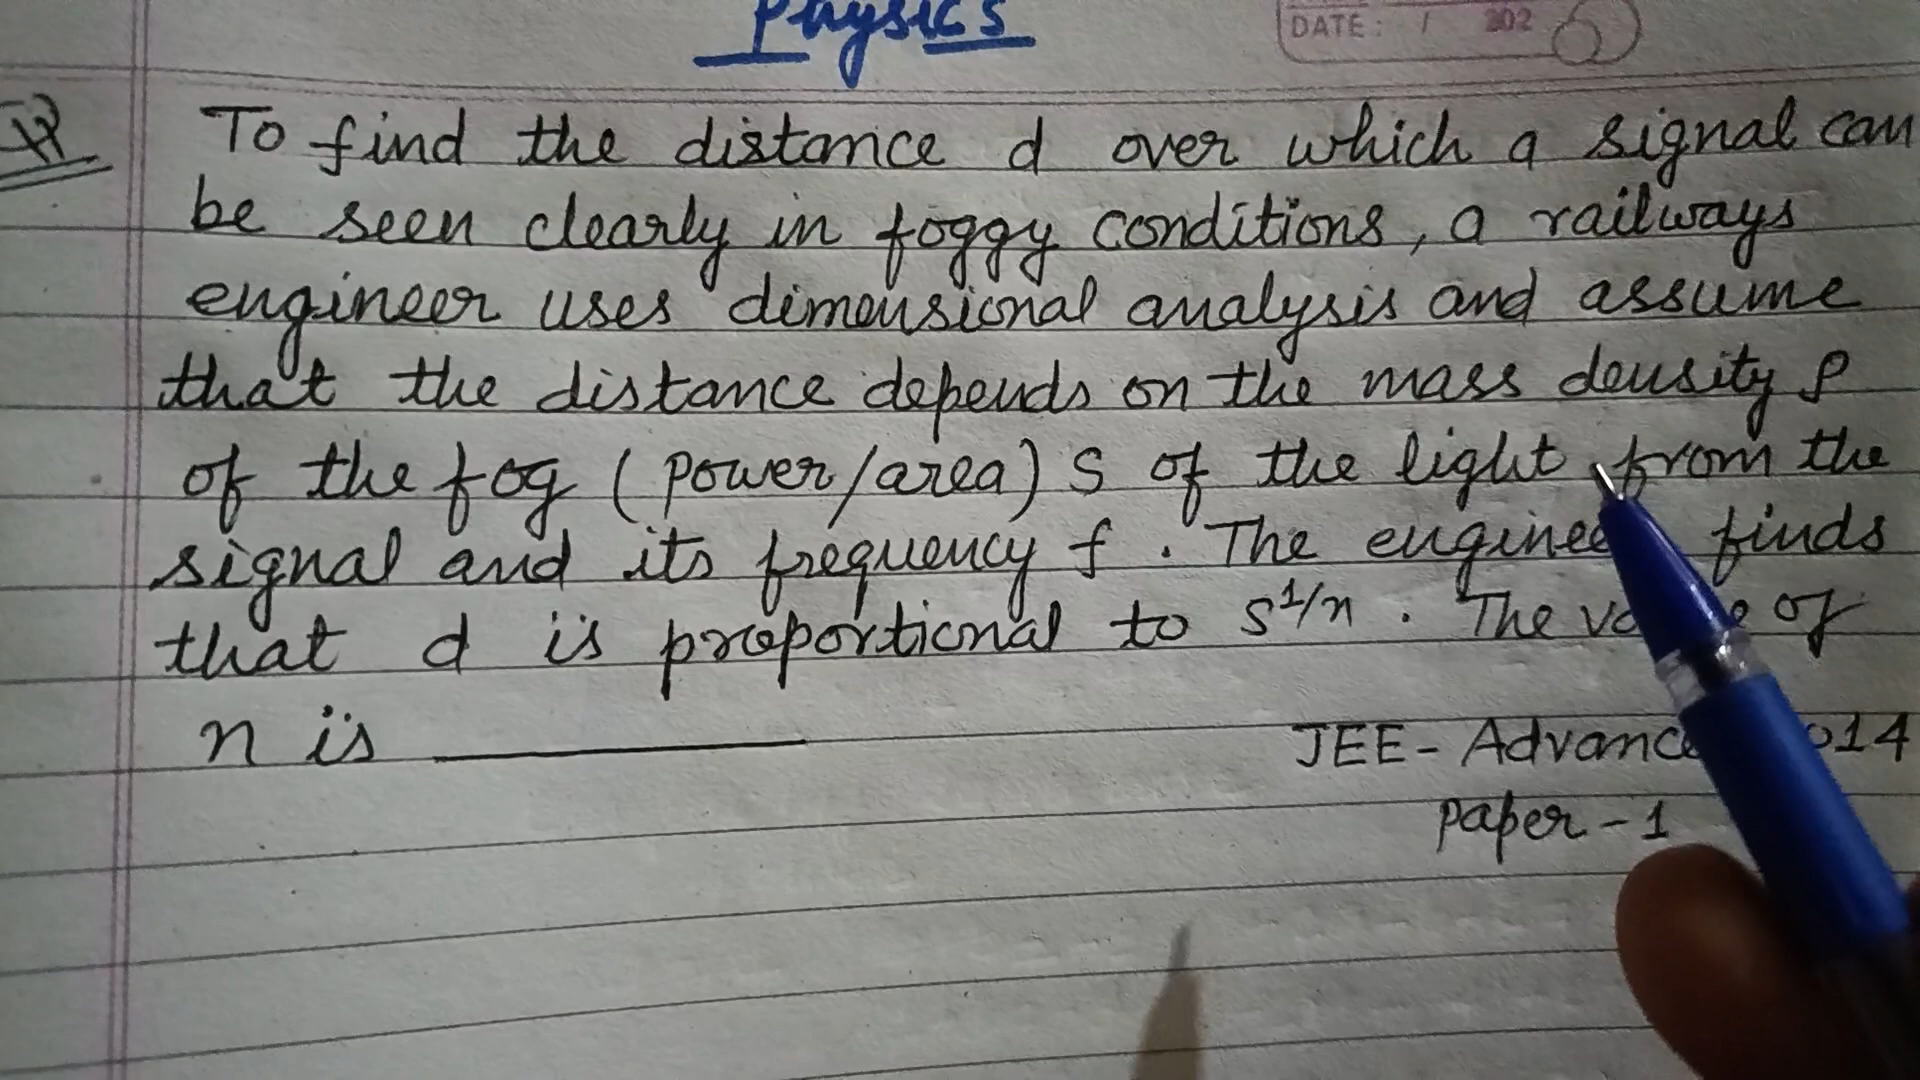 Physics
DATE: / 202
To find the distance d over which a signal can
be seen clearly in foggy conditions, a railways
engineer uses dimensional analysis and assume
that the distance depends on the mass density ρ
of the fog (power/area) S of the light from the
signal and its frequency f. The engineer finds
that d is proportional to S^1/n. The value of
n is
JEE-Advance 2014
paper-1